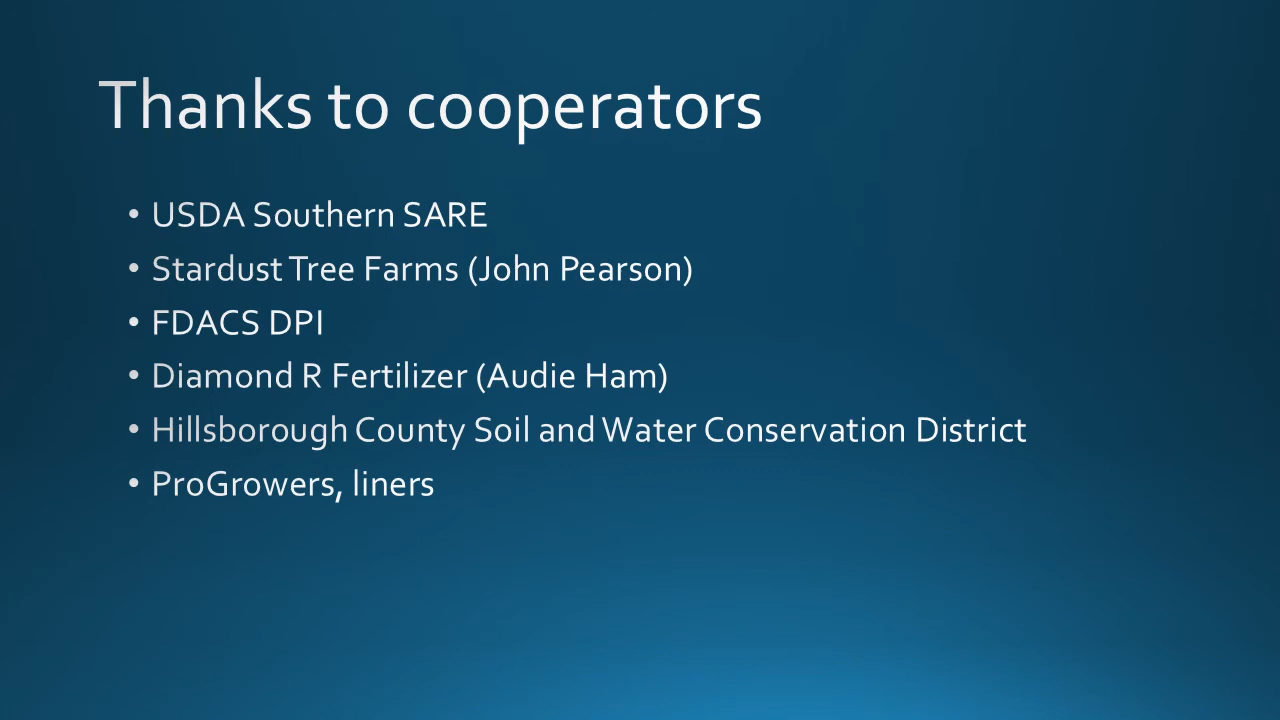 Thanks to cooperators
• USDA Southern SARE
• Stardust Tree Farms (John Pearson)
• FDACS DPI
• Diamond R Fertilizer (Audie Ham)
• Hillsborough County Soil and Water Conservation District
• ProGrowers, liners